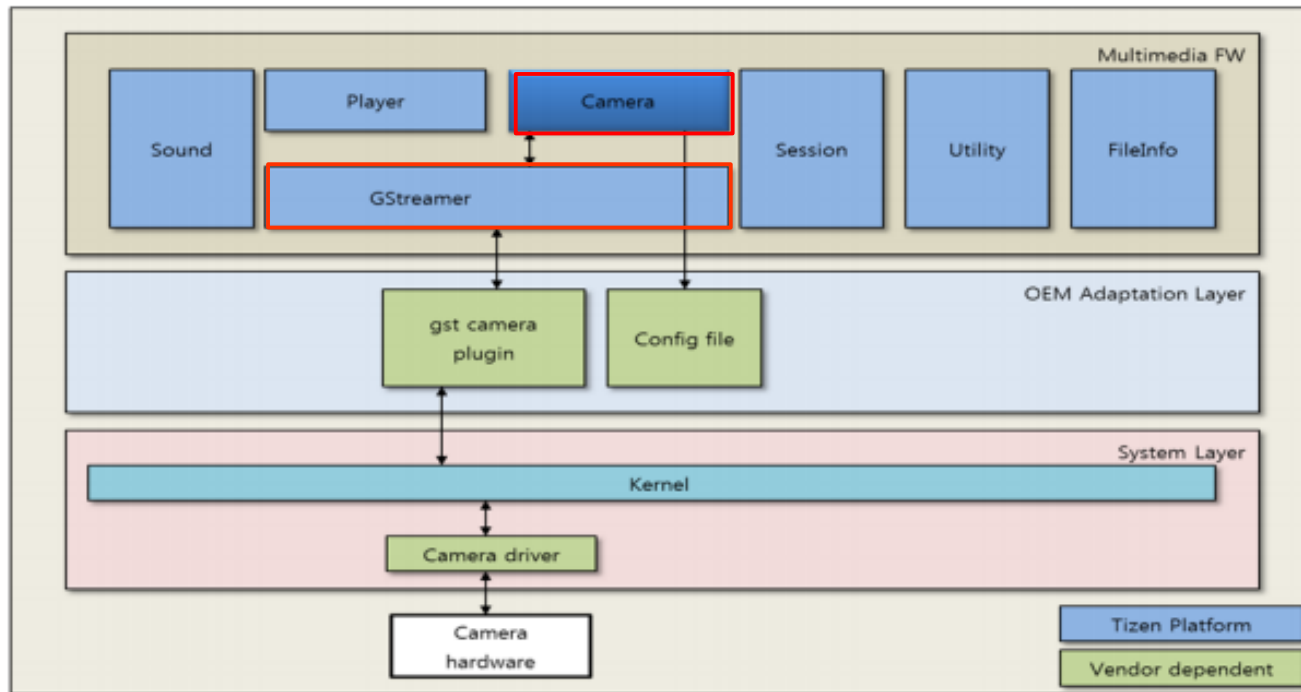 Multimedia FW
Player
Camera
Sound
Session
Utility
FileInfo
GStreamer
OEM Adaptation Layer
gst camera
plugin
Config file
System Layer
Kernel
Camera driver
Camera
hardware
Tizen Platform
Vendor dependent